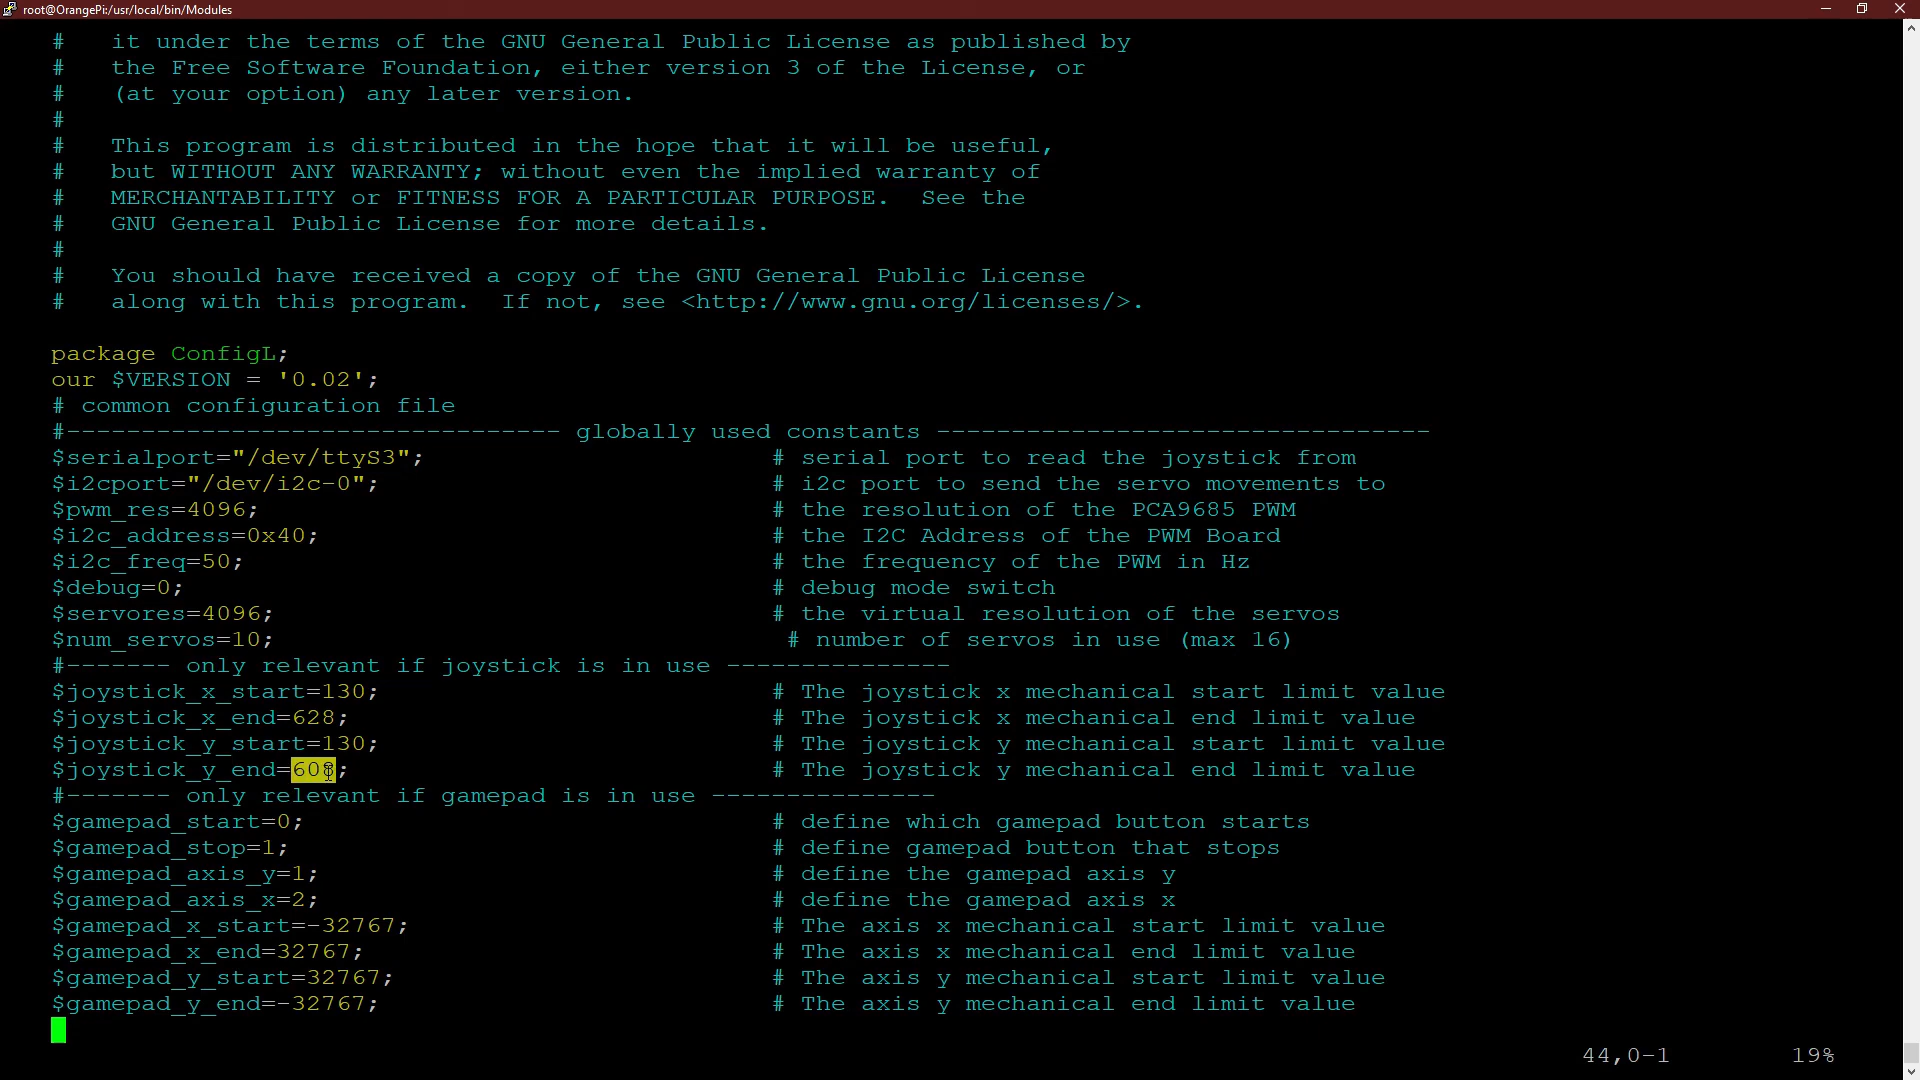 root@OrangePi:/usr/local/bin/Modules
#   it under the terms of the GNU General Public License as published by
#   the Free Software Foundation, either version 3 of the License, or
#   (at your option) any later version.
#
#   This program is distributed in the hope that it will be useful,
#   but WITHOUT ANY WARRANTY; without even the implied warranty of
#   MERCHANTABILITY or FITNESS FOR A PARTICULAR PURPOSE.  See the
#   GNU General Public License for more details.
#
#   You should have received a copy of the GNU General Public License
#   along with this program.  If not, see <http://www.gnu.org/licenses/>.
package ConfigL;
our $VERSION = '0.02';
# common configuration file
#--------------------------------- globally used constants ---------------------------------
$serialport="/dev/ttyS3";                       # serial port to read the joystick from
$i2cport="/dev/i2c-0";                          # i2c port to send the servo movements to
$pwm_res=4096;                                  # the resolution of the PCA9685 PWM
$i2c_address=0x40;                              # the I2C Address of the PWM Board
$i2c_freq=50;                                   # the frequency of the PWM in Hz
$debug=0;                                       # debug mode switch
$servores=4096;                                 # the virtual resolution of the servos
$num_servos=10;                                  # number of servos in use (max 16)
#------- only relevant if joystick is in use ---------------
$joystick_x_start=130;                          # The joystick x mechanical start limit value
$joystick_x_end=628;                            # The joystick x mechanical end limit value
$joystick_y_start=130;                          # The joystick y mechanical start limit value
$joystick_y_end=608;                            # The joystick y mechanical end limit value
#------- only relevant if gamepad is in use ---------------
$gamepad_start=0;                               # define which gamepad button starts
$gamepad_stop=1;                                # define gamepad button that stops
$gamepad_axis_y=1;                              # define the gamepad axis y
$gamepad_axis_x=2;                              # define the gamepad axis x
$gamepad_x_start=-32767;                        # The axis x mechanical start limit value
$gamepad_x_end=32767;                           # The axis x mechanical end limit value
$gamepad_y_start=32767;                         # The axis y mechanical start limit value
$gamepad_y_end=-32767;                          # The axis y mechanical end limit value
44,0-1        19%